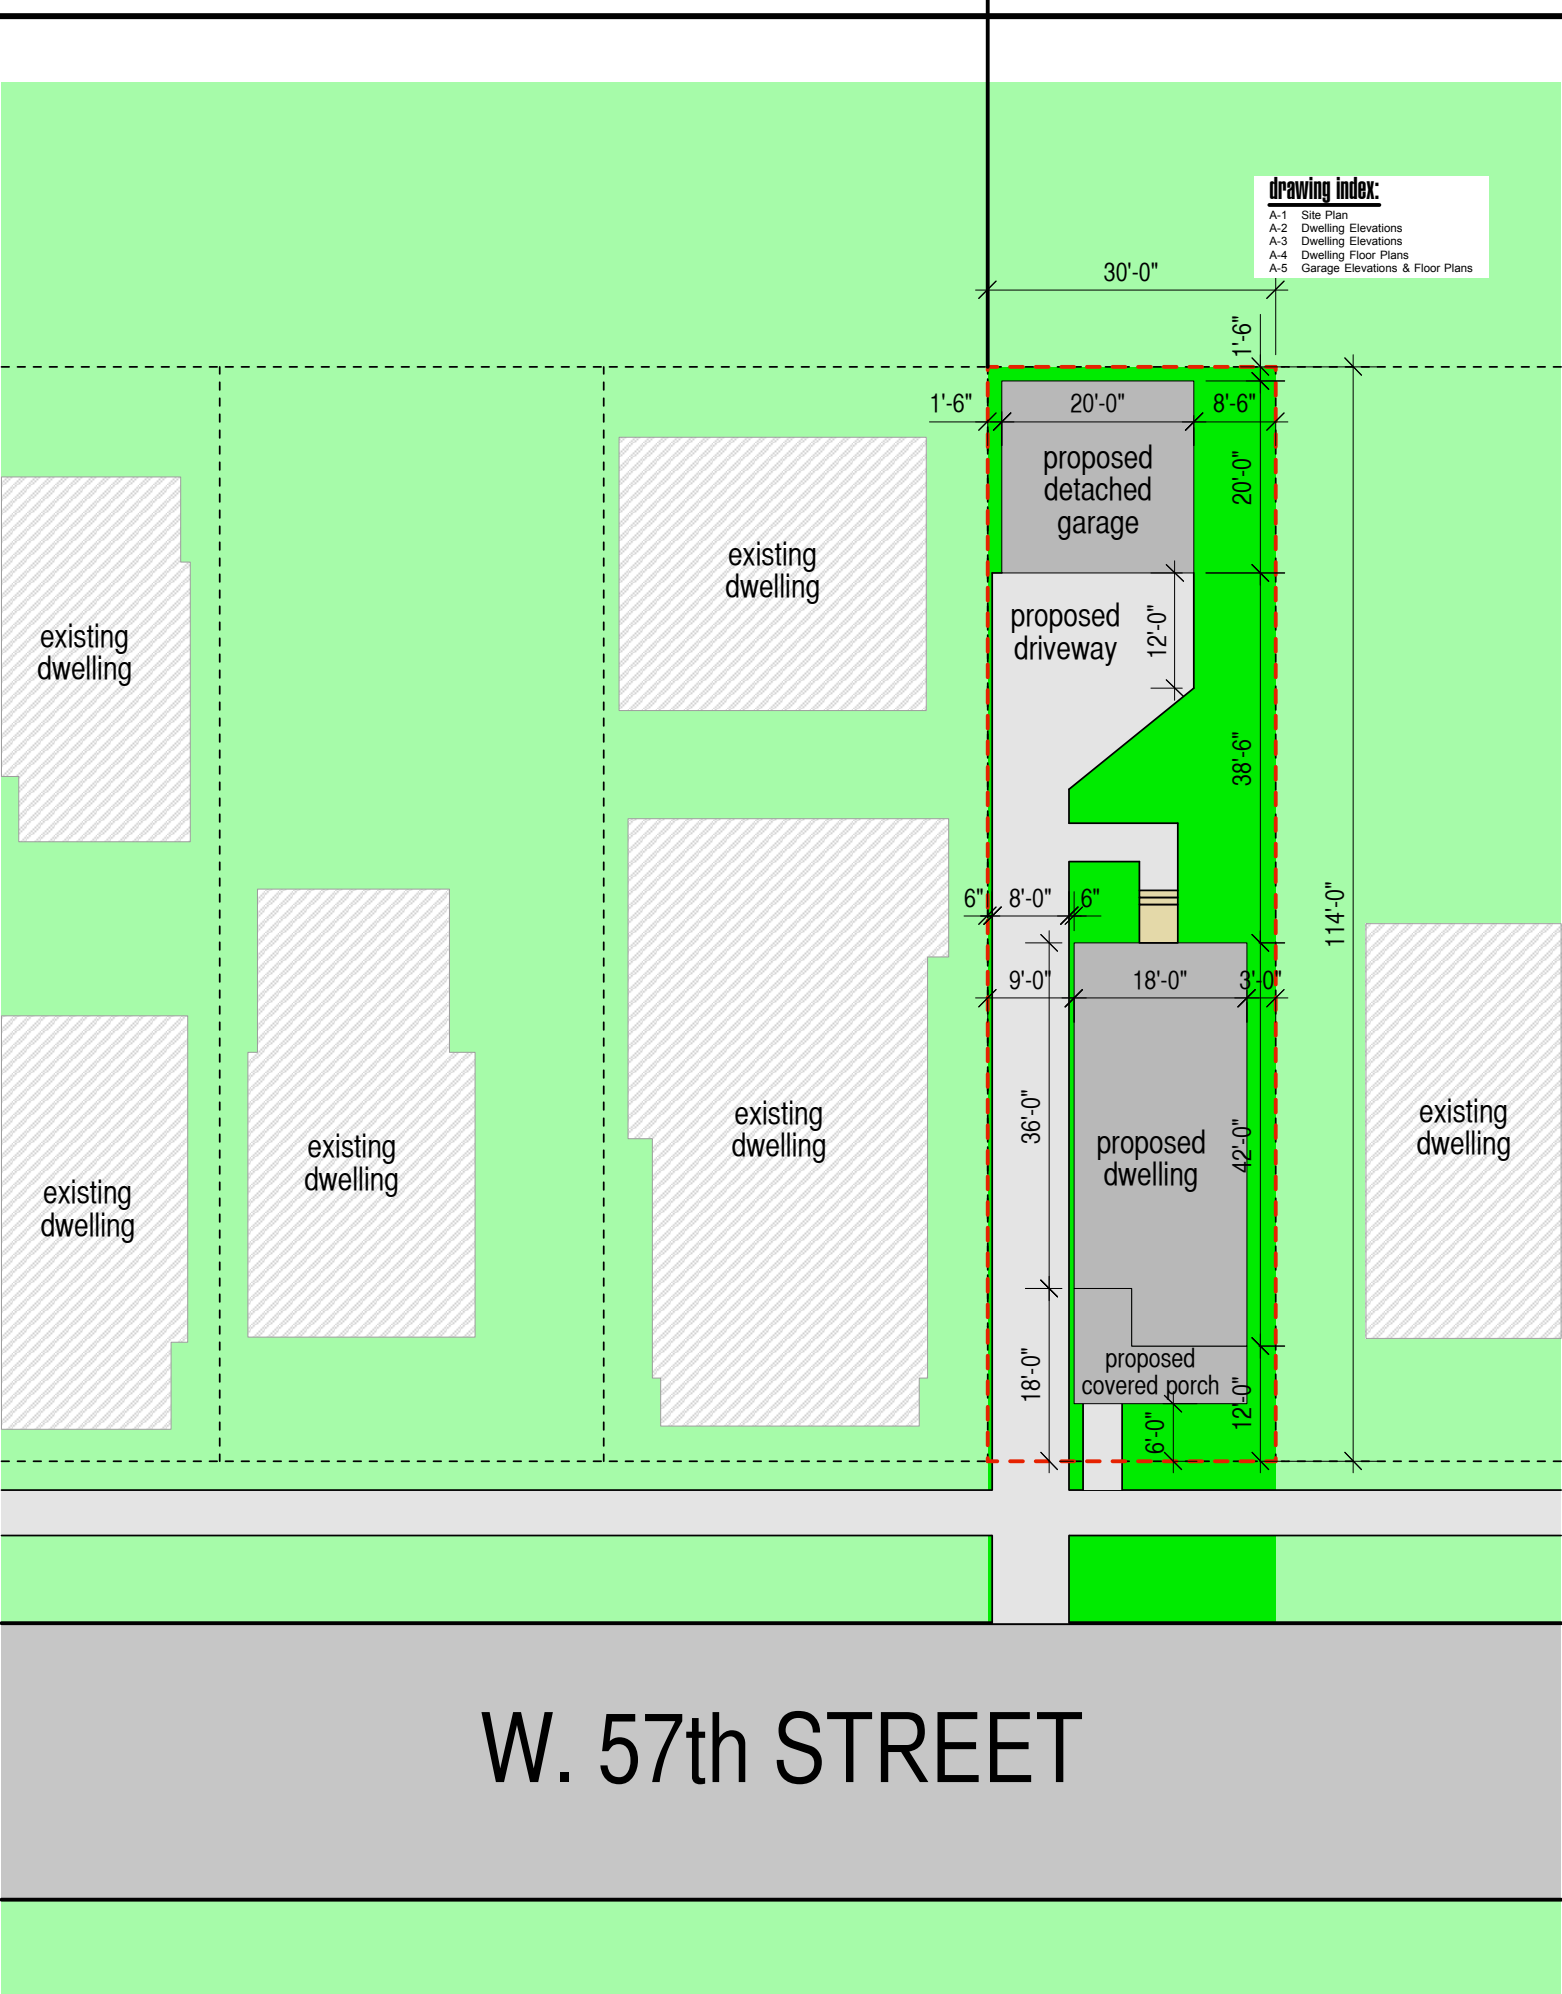 drawing index:
A-1 Site Plan
A-2 Dwelling Elevations
A-3 Dwelling Elevations
A-4 Dwelling Floor Plans
A-5 Garage Elevations & Floor Plans
30'-0"
1'-6"
1'-6"
20'-0"
8'-6"
proposed
detached
garage
20'-0"
existing
dwelling
proposed
driveway
12'-0"
existing
dwelling
38'-6"
6"
8'-0"
6"
114'-0"
9'-0"
18'-0"
3'-0"
36'-0"
existing
dwelling
existing
dwelling
proposed
dwelling
42'-0"
existing
dwelling
existing
dwelling
18'-0"
proposed
covered porch
12'-0"
6'-0"
W. 57th STREET